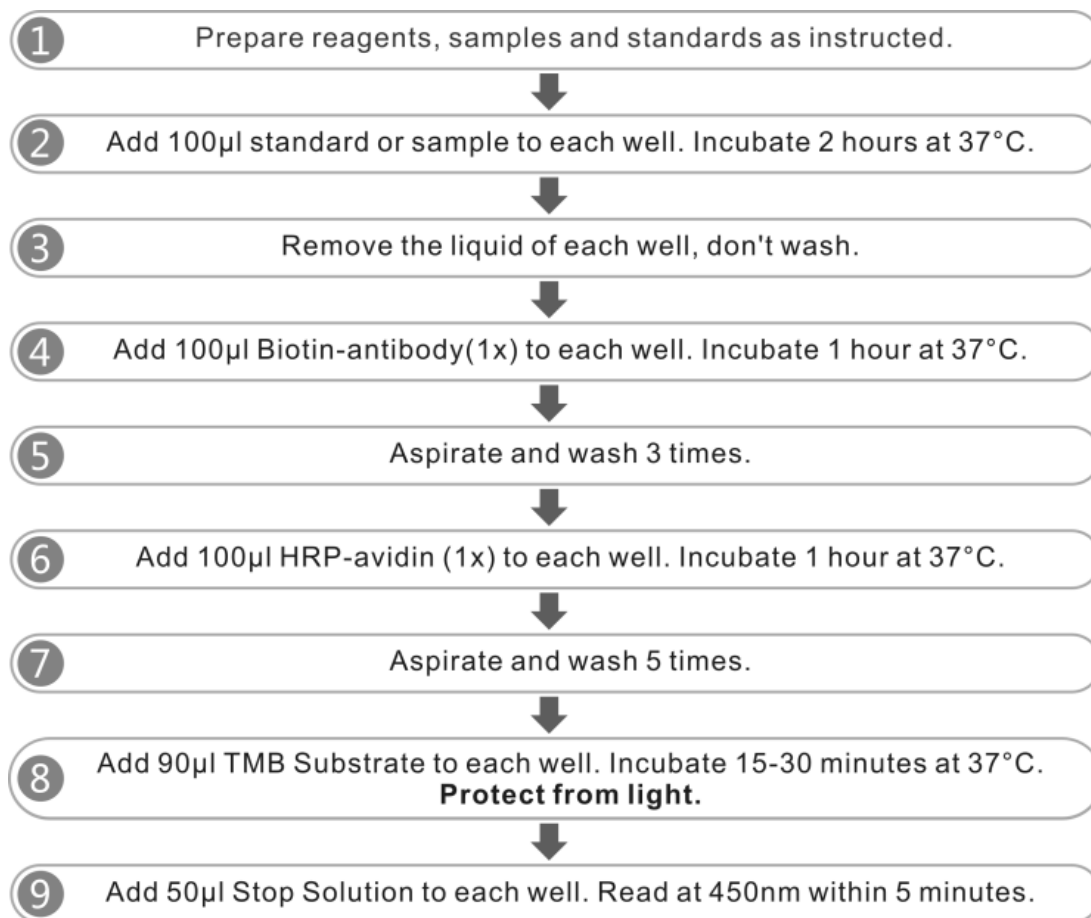 1 Prepare reagents, samples and standards as instructed.
2 Add 100µl standard or sample to each well. Incubate 2 hours at 37°C.
3 Remove the liquid of each well, don't wash.
4 Add 100µl Biotin-antibody(1x) to each well. Incubate 1 hour at 37°C.
5 Aspirate and wash 3 times.
6 Add 100µl HRP-avidin (1x) to each well. Incubate 1 hour at 37°C.
7 Aspirate and wash 5 times.
8 Add 90µl TMB Substrate to each well. Incubate 15-30 minutes at 37°C.
Protect from light.
9 Add 50µl Stop Solution to each well. Read at 450nm within 5 minutes.